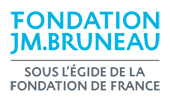 FONDATION
JM.BRUNEAU
SOUS L'ÉGIDE DE LA
FONDATION DE FRANCE